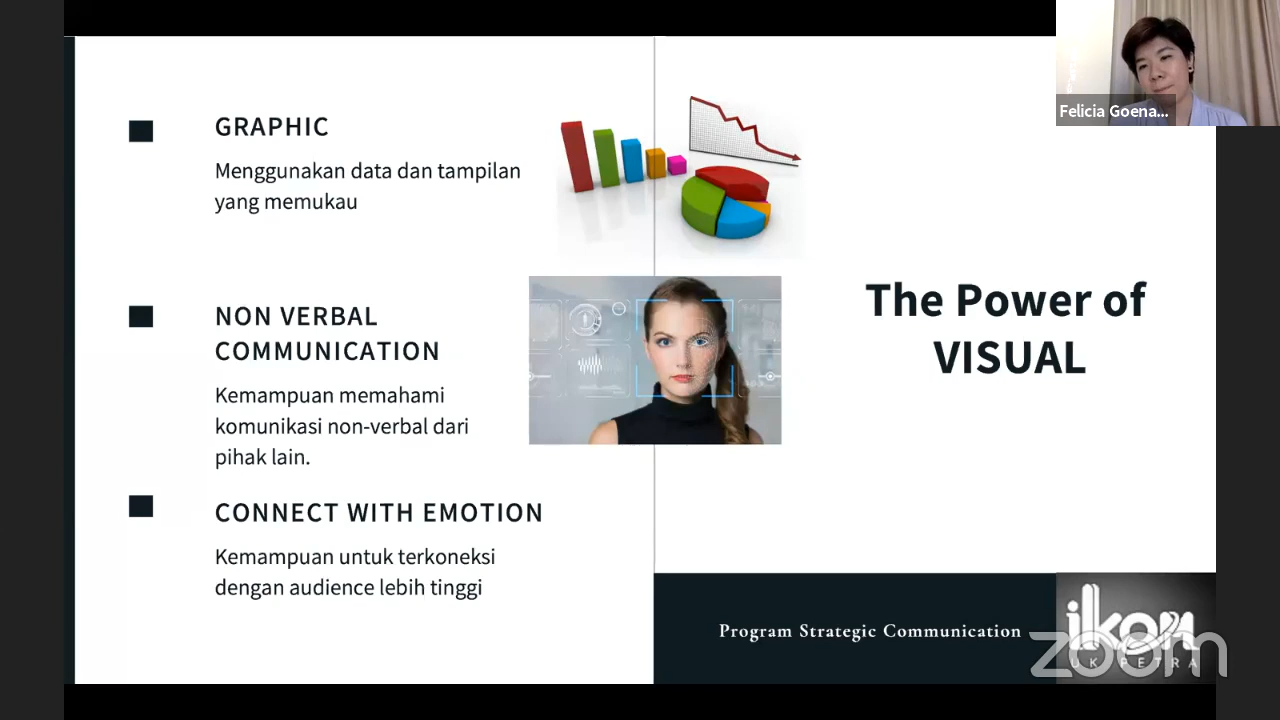 GRAPHIC
Menggunakan data dan tampilan
yang memukau
NON VERBAL
COMMUNICATION
Kemampuan memahami
komunikasi non-verbal dari
pihak lain.
CONNECT WITH EMOTION
Kemampuan untuk terkoneksi
dengan audience lebih tinggi
The Power of
VISUAL
Felicia Goena...
Program Strategic Communication
ikom
UK PETRA
zoom